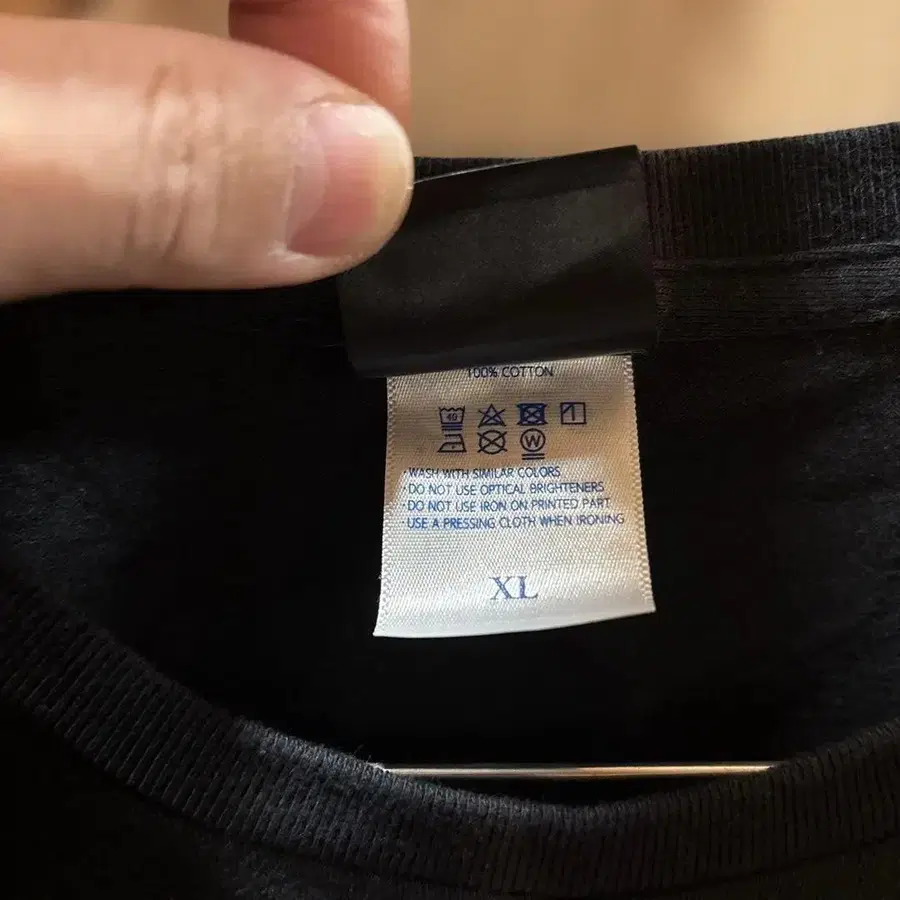 100% COTTON
40
W
·WASH WITH SIMILAR COLORS
·DO NOT USE OPTICAL BRIGHTENERS
·DO NOT USE IRON ON PRINTED PART
·USE A PRESSING CLOTH WHEN IRONING
XL